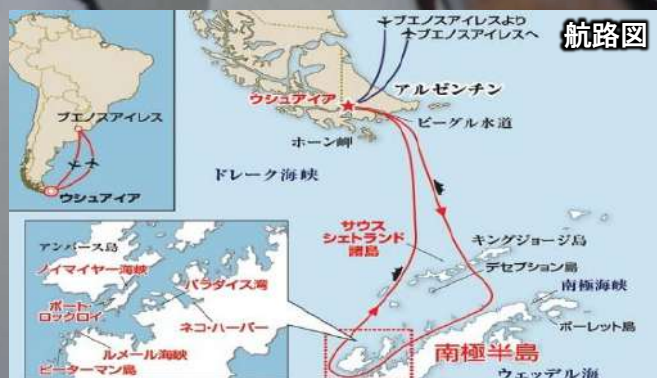 航路図
ブエノスアイレスより
ブエノスアイレスへ
ウシュアイア
アルゼンチン
ビーグル水道
ホーン岬
ドレーク海峡
ブエノスアイレス
ウシュアイア
サウス
シェトランド
諸島
キングジョージ島
デセプション島
南極海峡
ポーレット島
南極半島
ウェッデル海
アンバース島
ノイマイヤー海峡
パラダイス湾
ポート・
ロックロイ
ネコ・ハーバー
ルメール海峡
ピーターマン島